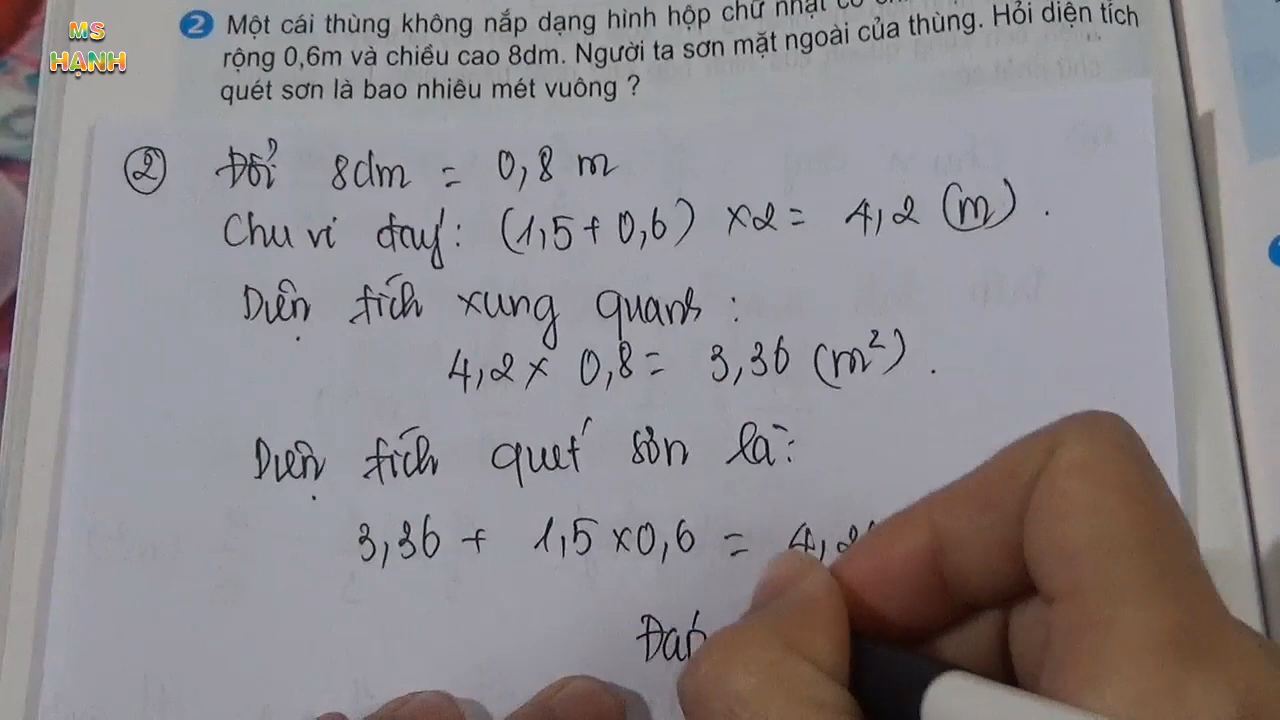 MS
HẠNH
2 Một cái thùng không nắp dạng hình hộp chữ nhật có
rộng 0,6m và chiều cao 8dm. Người ta sơn mặt ngoài của thùng. Hỏi diện tích
quét sơn là bao nhiêu mét vuông ?
2 Đổi 8dm = 0,8 m
Chu vi đáy: (1,5 + 0,6) x 2 = 4,2 (m).
Diện tích xung quanh :
4,2 x 0,8 = 3,36 (m²).
Diện tích quét sơn là:
3,36 + 1,5 x 0,6 = 4,2